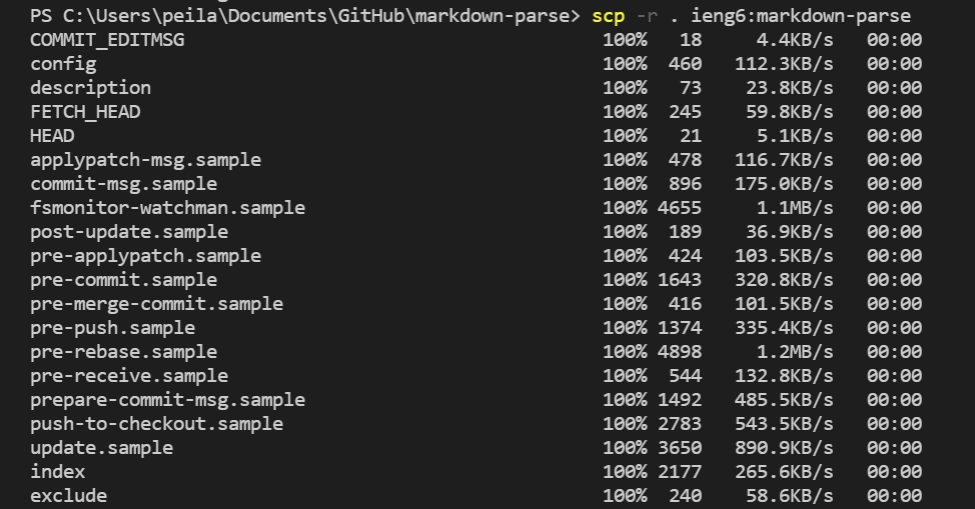 PS C:\Users\peila\Documents\GitHub\markdown-parse> scp -r . ieng6:markdown-parse
COMMIT_EDITMSG 100% 18 4.4KB/s 00:00
config 100% 460 112.3KB/s 00:00
description 100% 73 23.8KB/s 00:00
FETCH_HEAD 100% 245 59.8KB/s 00:00
HEAD 100% 21 5.1KB/s 00:00
applypatch-msg.sample 100% 478 116.7KB/s 00:00
commit-msg.sample 100% 896 175.0KB/s 00:00
fsmonitor-watchman.sample 100% 4655 1.1MB/s 00:00
post-update.sample 100% 189 36.9KB/s 00:00
pre-applypatch.sample 100% 424 103.5KB/s 00:00
pre-commit.sample 100% 1643 320.8KB/s 00:00
pre-merge-commit.sample 100% 416 101.5KB/s 00:00
pre-push.sample 100% 1374 335.4KB/s 00:00
pre-rebase.sample 100% 4898 1.2MB/s 00:00
pre-receive.sample 100% 544 132.8KB/s 00:00
prepare-commit-msg.sample 100% 1492 485.5KB/s 00:00
push-to-checkout.sample 100% 2783 543.5KB/s 00:00
update.sample 100% 3650 890.9KB/s 00:00
index 100% 2177 265.6KB/s 00:00
exclude 100% 240 58.6KB/s 00:00